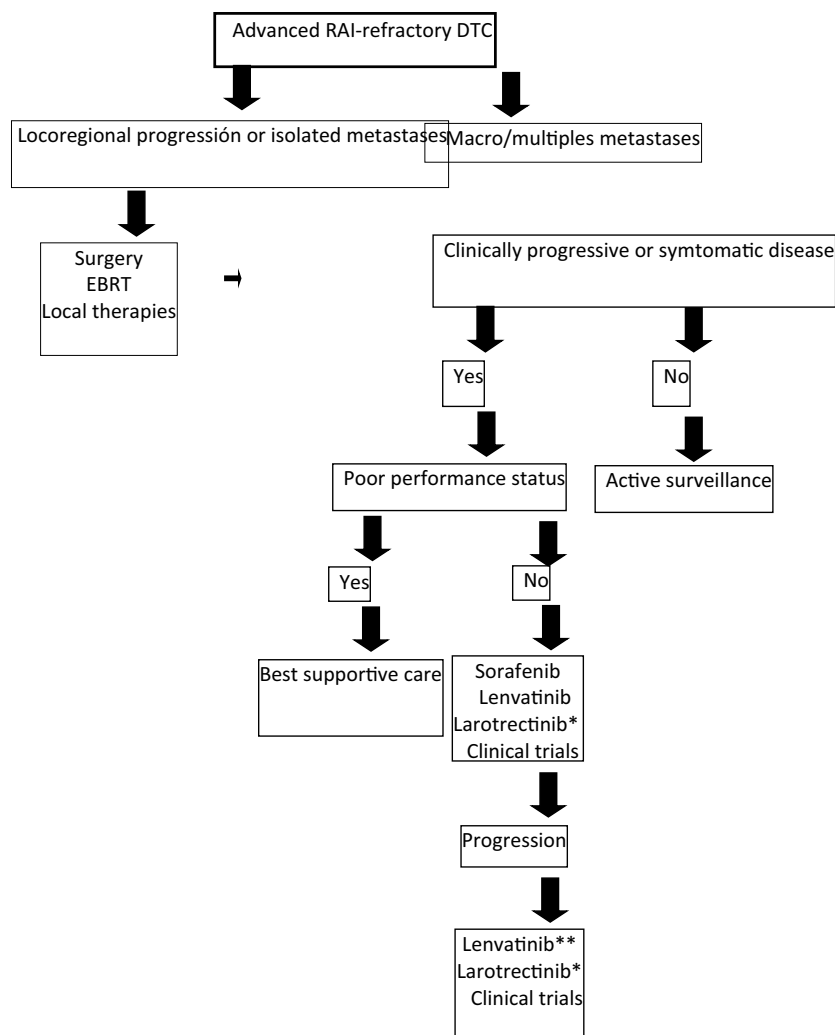 Advanced RAI-refractory DTC
Locoregional progressión or isolated metastases
Macro/multiples metastases
Surgery
EBRT
Local therapies
Clinically progressive or symtomatic disease
Yes
No
Poor performance status
Active surveillance
Yes
No
Best supportive care
Sorafenib
Lenvatinib
Larotrectinib*
Clinical trials
Progression
Lenvatinib**
Larotrectinib*
Clinical trials